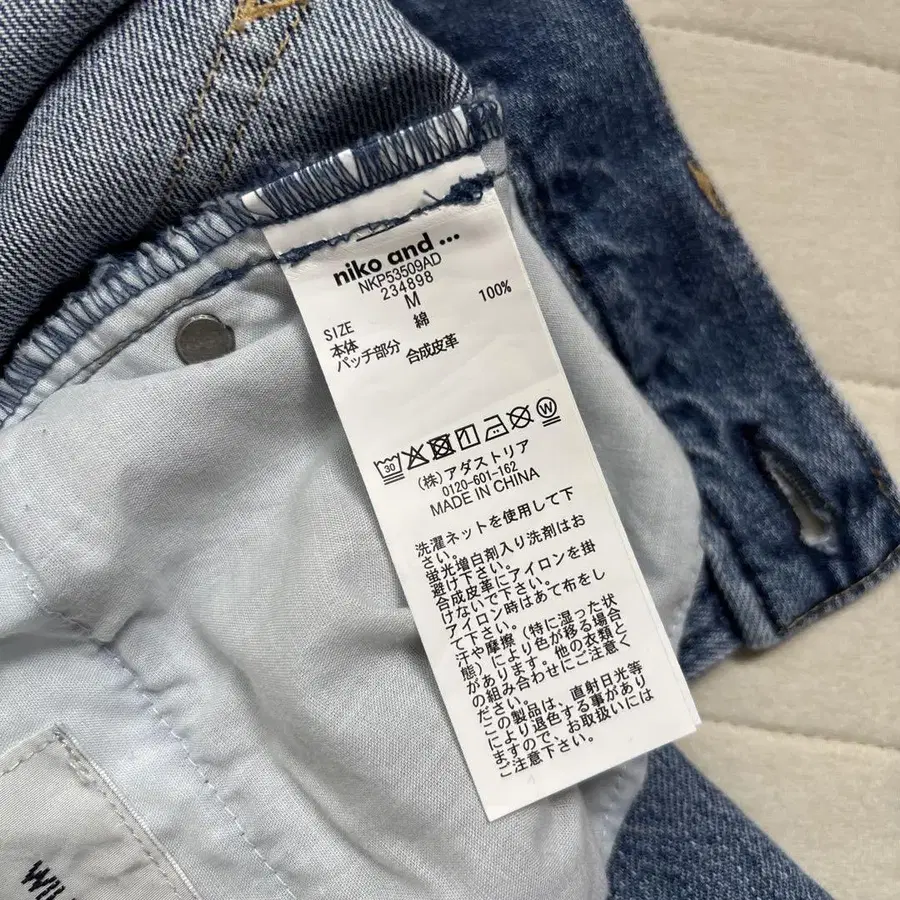 niko and ...
NKP53509AD
234898
SIZE M
本体 綿 100%
パッチ部分 合成皮革
30
W
(株)アダストリア
0120-601-162
MADE IN CHINA
洗濯ネットを使用して下
さい。
蛍光増白剤入り洗剤はお
避け下さい。
合成皮革にアイロンを掛
けないで下さい。
アイロン時はあて布をし
て下さい。
汗や摩擦(特に湿った状
態)により色が移る場合
があります。他の衣類と
の組み合わせにご注意く
ださい。
この製品は、直射日光等
により退色する事があり
ますので、お取扱いには
ご注意下さい。